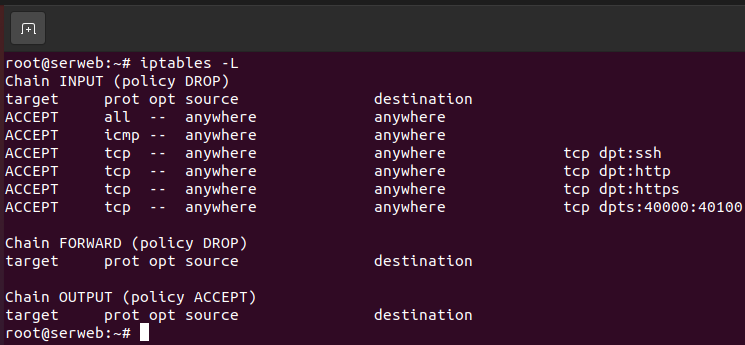 root@serweb:~# iptables -L
Chain INPUT (policy DROP)
target     prot opt source               destination
ACCEPT     all  --  anywhere             anywhere
ACCEPT     icmp --  anywhere             anywhere
ACCEPT     tcp  --  anywhere             anywhere             tcp dpt:ssh
ACCEPT     tcp  --  anywhere             anywhere             tcp dpt:http
ACCEPT     tcp  --  anywhere             anywhere             tcp dpt:https
ACCEPT     tcp  --  anywhere             anywhere             tcp dpts:40000:40100
Chain FORWARD (policy DROP)
target     prot opt source               destination
Chain OUTPUT (policy ACCEPT)
target     prot opt source               destination
root@serweb:~#